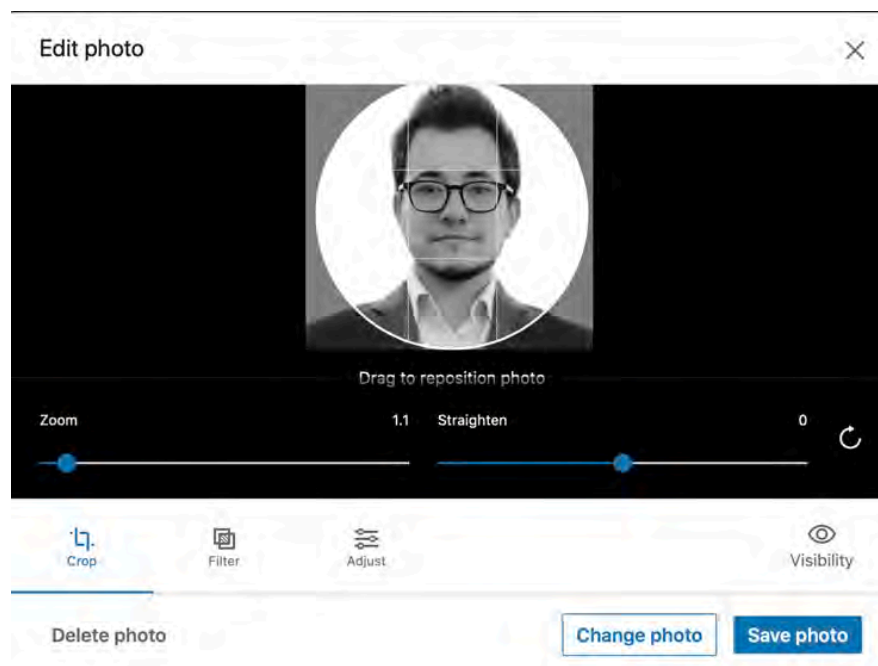 Edit photo
Drag to reposition photo
Zoom 1.1 Straighten 0
Crop Filter Adjust Visibility
Delete photo Change photo Save photo